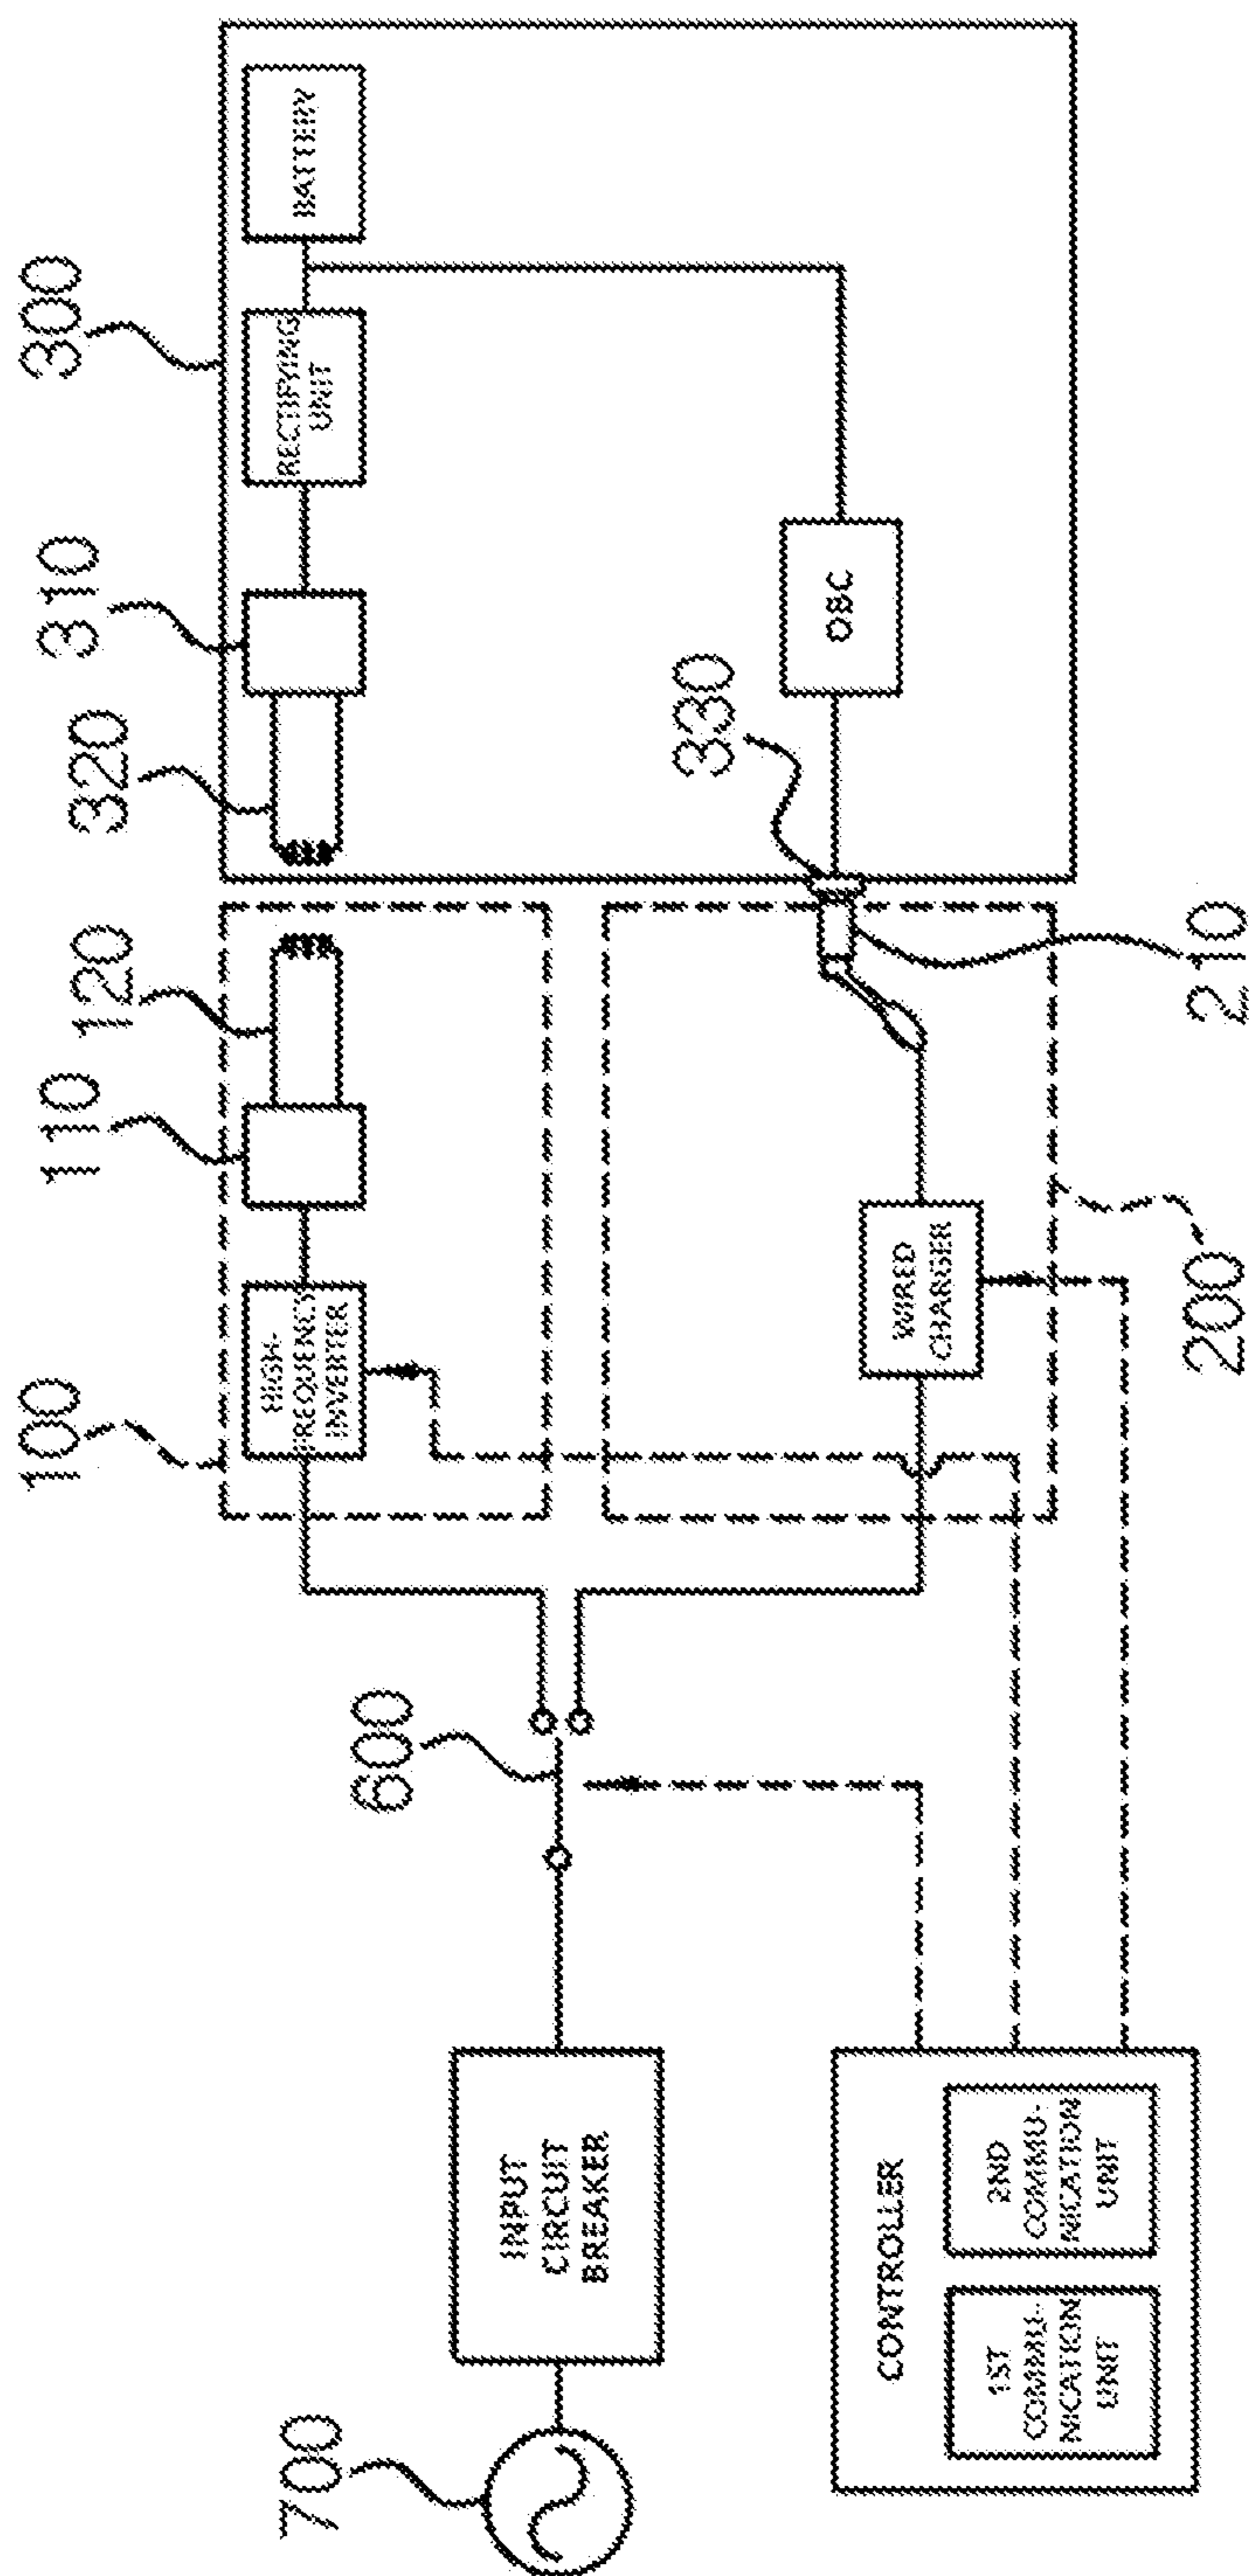 700
INPUT
CIRCUIT
BREAKER
CONTROLLER
1ST
COMMU-
NICATION
UNIT
2ND
COMMU-
NICATION
UNIT
600
100
HIGH-
FREQUENCY
INVERTER
110
120
WIRED
CHARGER
200
210
300
320
310
RECTIFYING
UNIT
BATTERY
330
OBC